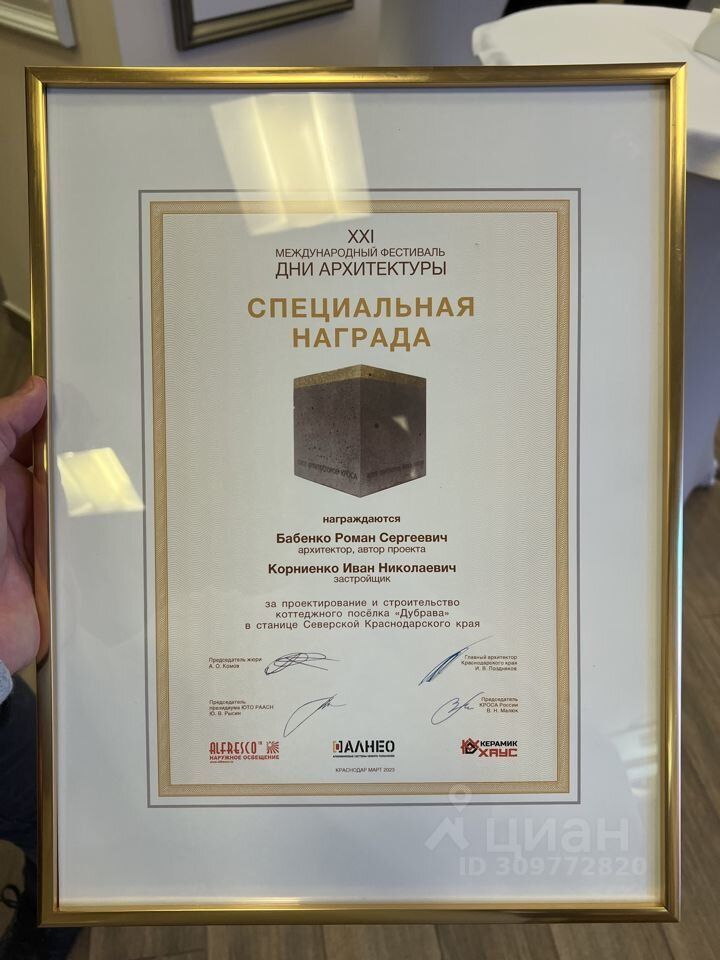 XXI
МЕЖДУНАРОДНЫЙ ФЕСТИВАЛЬ
ДНИ АРХИТЕКТУРЫ
СПЕЦИАЛЬНАЯ
НАГРАДА
награждаются
Бабенко Роман Сергеевич
архитектор, автор проекта
Корниенко Иван Николаевич
застройщик
за проектирование и строительство
коттеджного посёлка «Дубрава»
в станице Северской Краснодарского края
Председатель жюри
А. О. Комов
Главный архитектор
Краснодарского края
И. В. Поздняков
Председатель
президиума ЮТО РААСН
Ю. В. Рысин
Председатель
КРОСА России
В. Н. Малюк
ALFRESCO
НАРУЖНОЕ ОСВЕЩЕНИЕ
АЛНЕО
КЕРАМИК
ХАУС
КРАСНОДАР МАРТ 2023
циан
ID 309772820